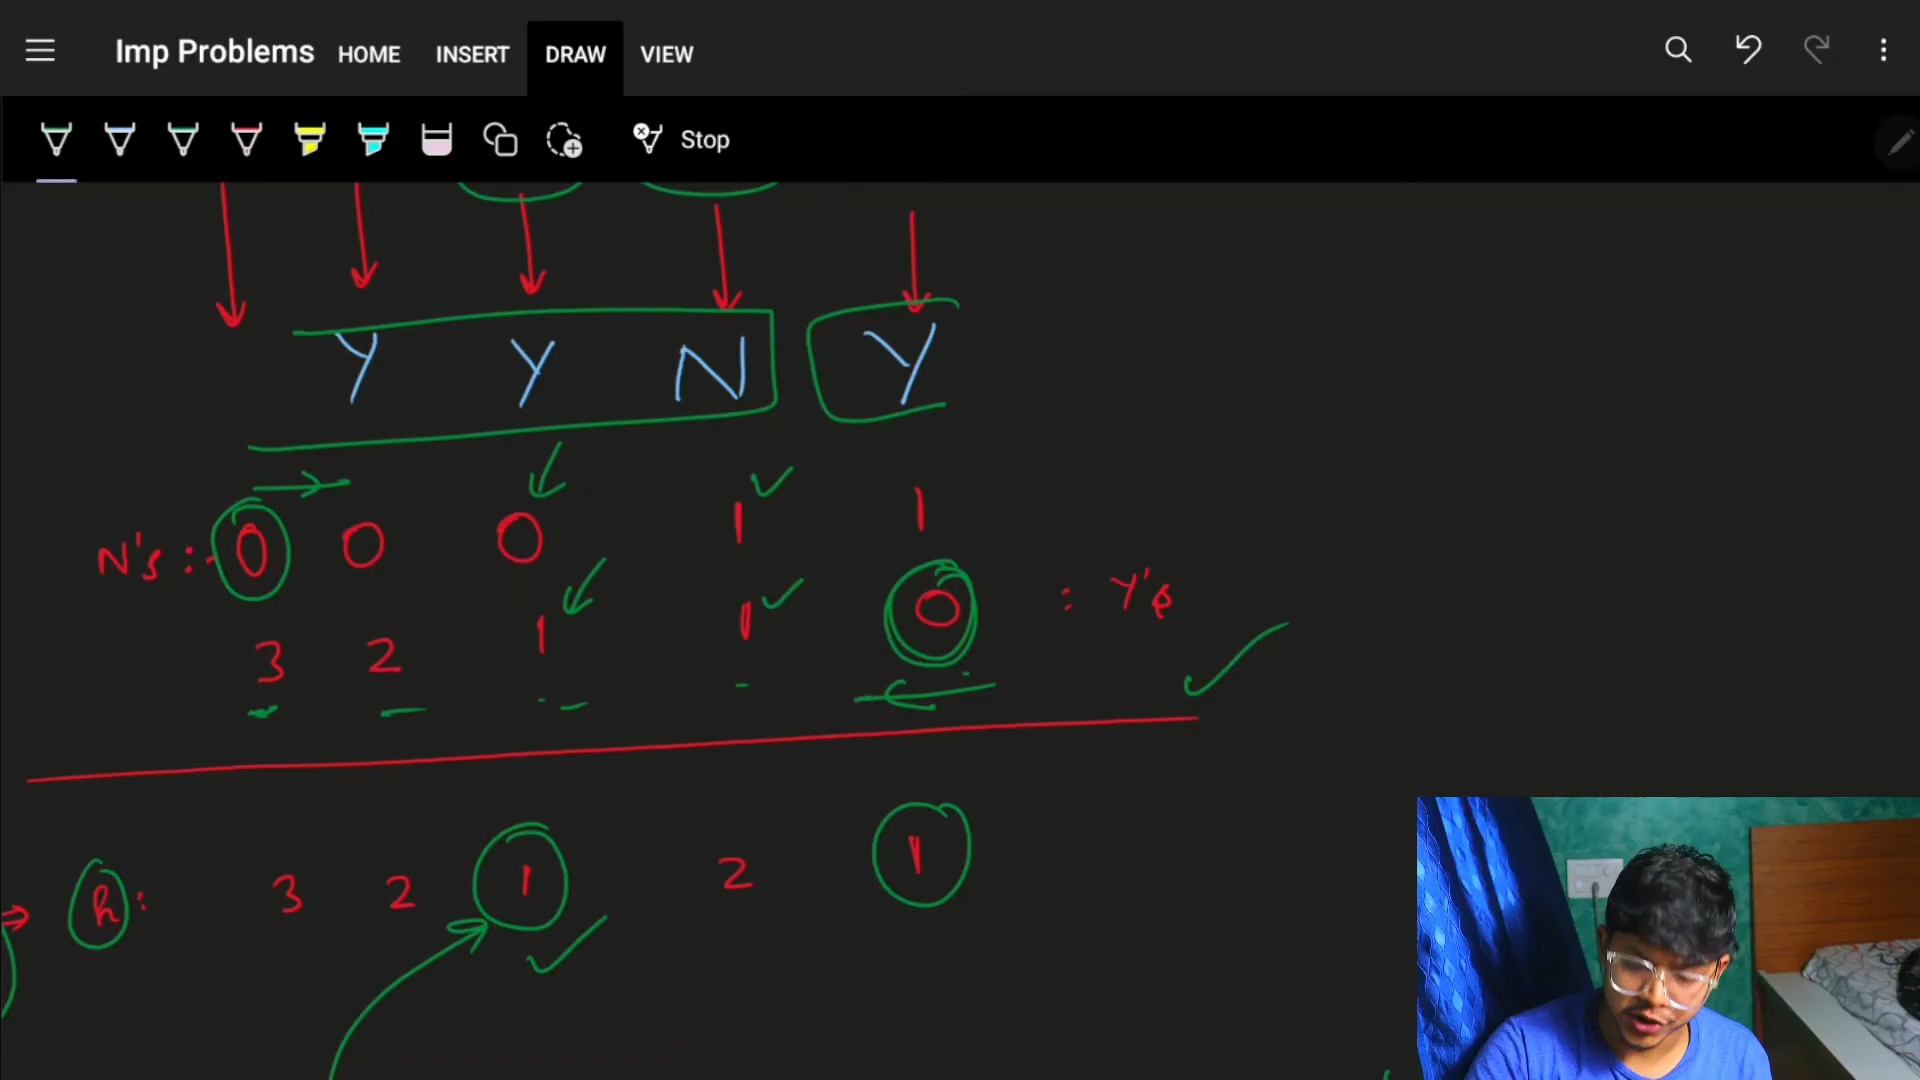 Imp Problems HOME INSERT DRAW VIEW
Stop
Y Y N Y
N's :- 0 0 0 1 1
3 2 1 1 0 : Y's
h: 3 2 1 2 1